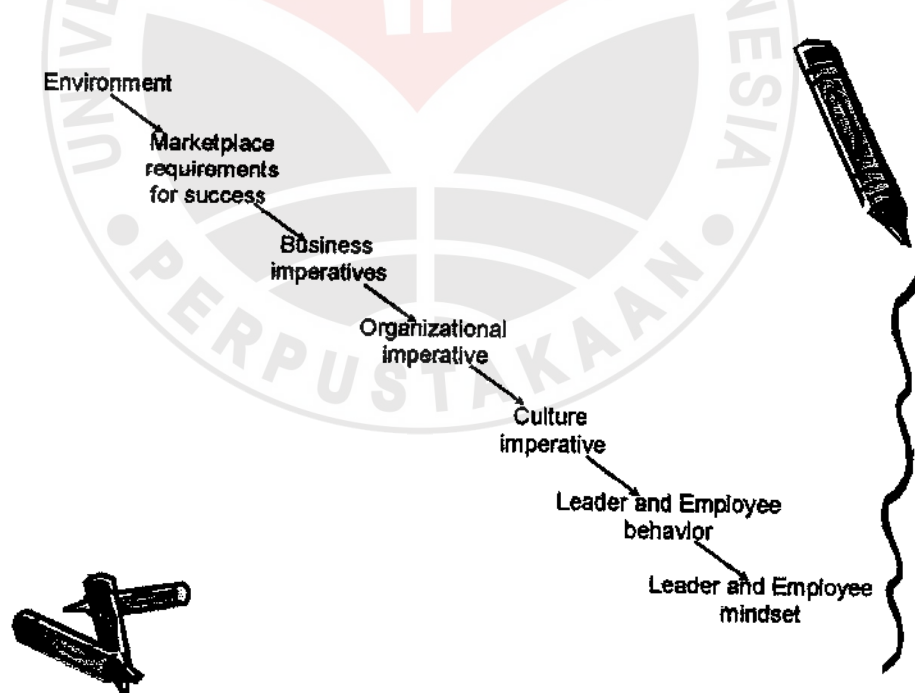 Environment
Marketplace
requirements
for success
Business
imperatives
Organizational
imperative
Culture
imperative
Leader and Employee
behavior
Leader and Employee
mindset
PERPUSTAKAAN